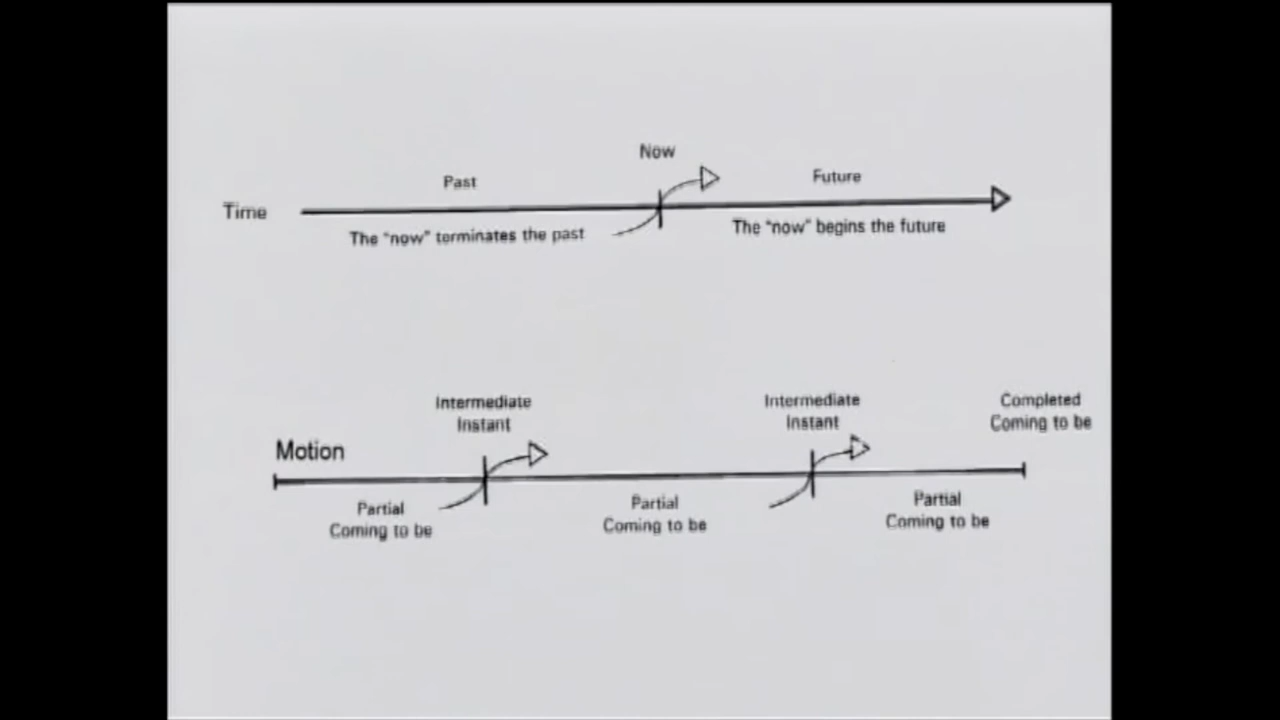 Now
Past
Future
Time
The "now" terminates the past
The "now" begins the future
Intermediate
Instant
Intermediate
Instant
Completed
Coming to be
Motion
Partial
Coming to be
Partial
Coming to be
Partial
Coming to be